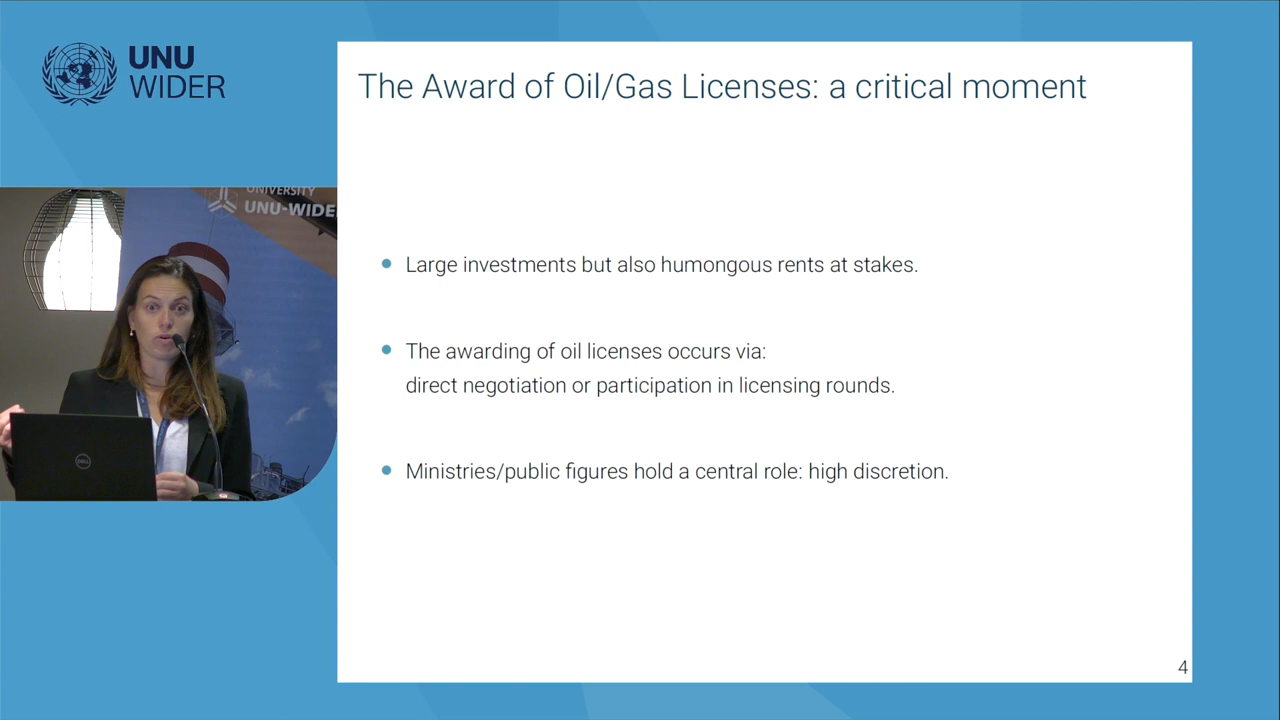 UNU
WIDER
The Award of Oil/Gas Licenses: a critical moment
UNIVERSITY
UNU-WIDER
Large investments but also humongous rents at stakes.
The awarding of oil licenses occurs via:
direct negotiation or participation in licensing rounds.
Ministries/public figures hold a central role: high discretion.
DELL
4